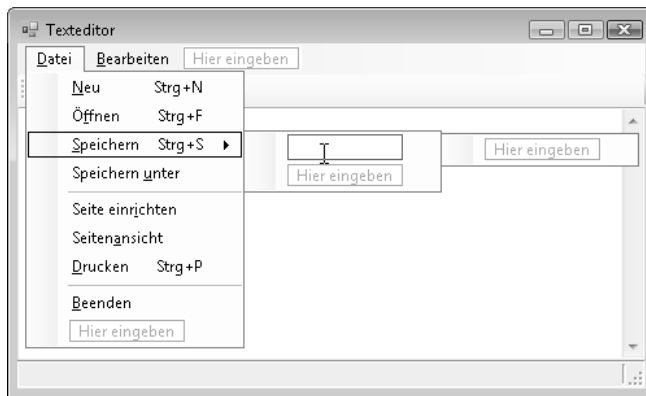 Texteditor
Datei Bearbeiten Hier eingeben
Neu Strg+N
Öffnen Strg+F
Speichern Strg+S
Hier eingeben
Speichern unter
Hier eingeben
Seite einrichten
Seitenansicht
Drucken Strg+P
Beenden
Hier eingeben